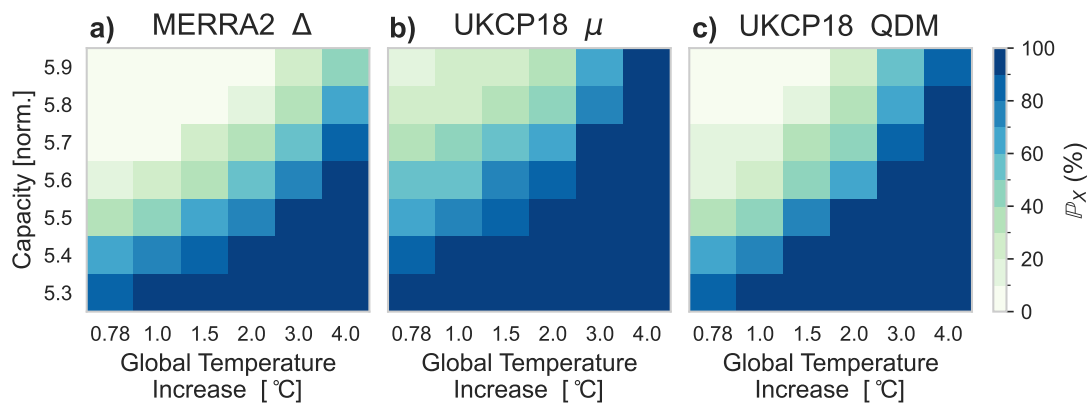 a) MERRA2 Δ
b) UKCP18 μ
c) UKCP18 QDM
Capacity [norm.]
5.9
5.8
5.7
5.6
5.5
5.4
5.3
0.78 1.0 1.5 2.0 3.0 4.0
Global Temperature
Increase [°C]
0.78 1.0 1.5 2.0 3.0 4.0
Global Temperature
Increase [°C]
0.78 1.0 1.5 2.0 3.0 4.0
Global Temperature
Increase [°C]
100
80
60
40
20
0
ℙX (%)